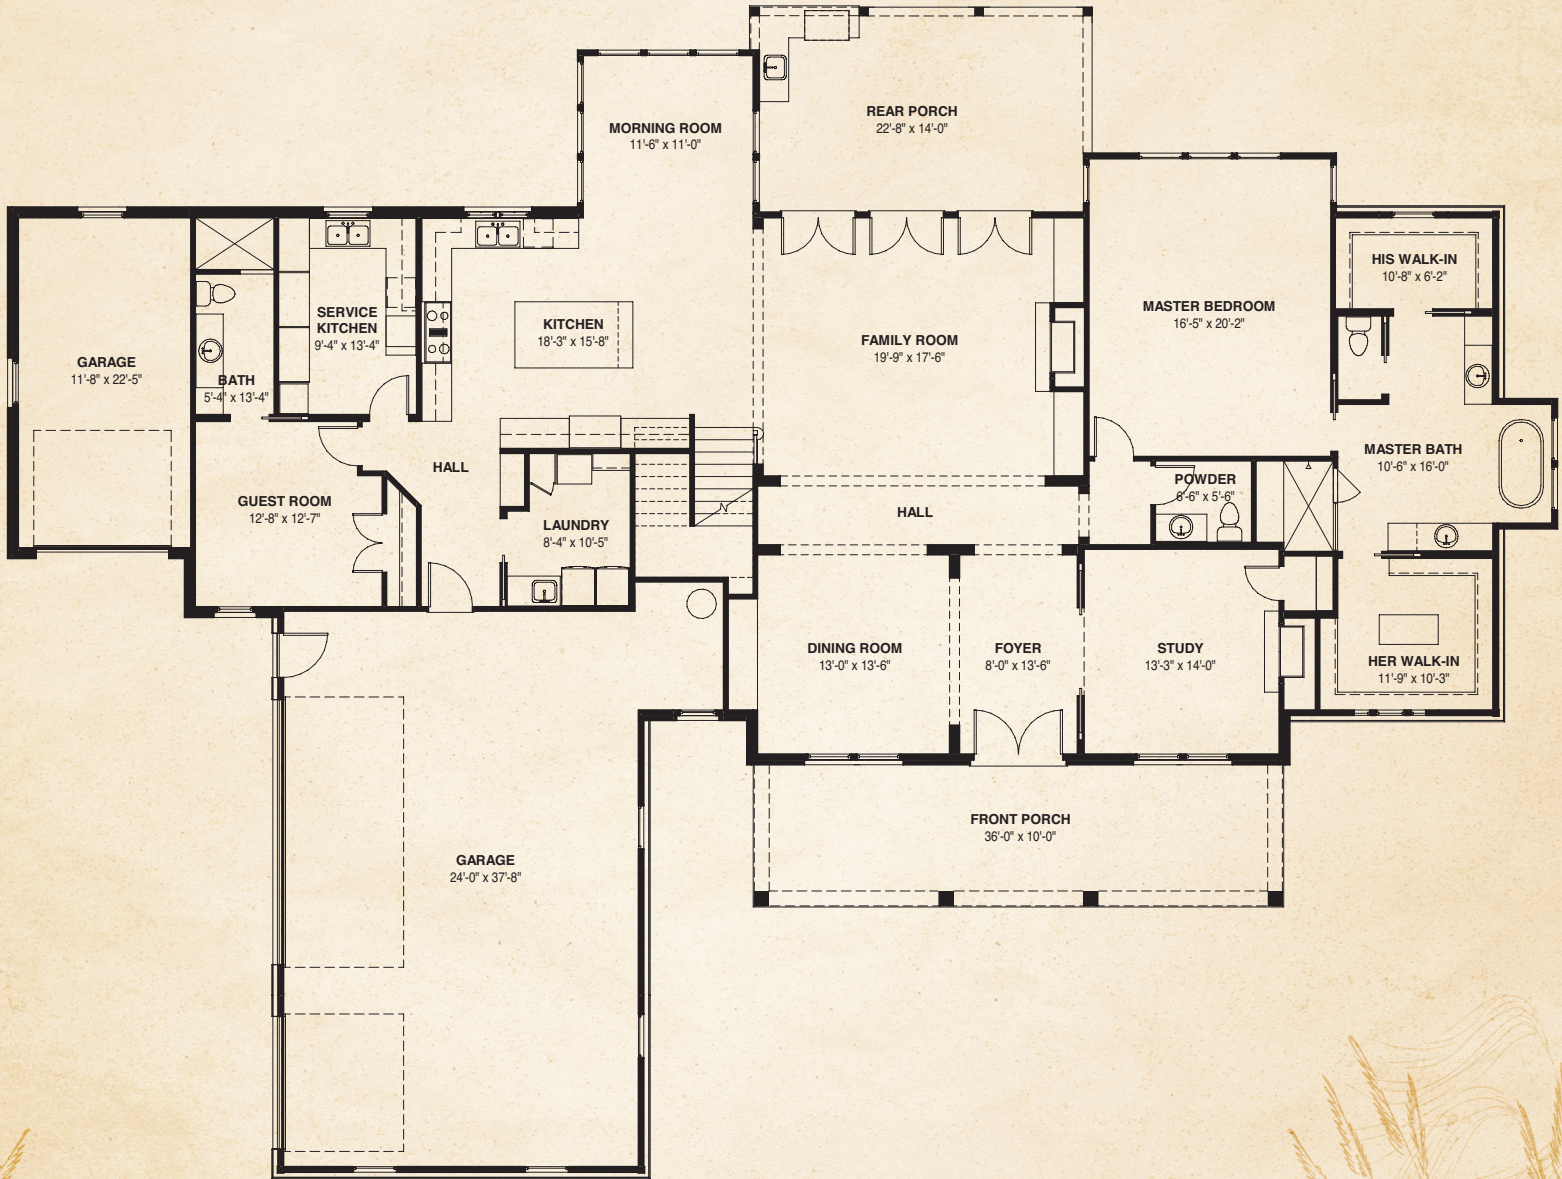 REAR PORCH
22'-8" x 14'-0"
MORNING ROOM
11'-6" x 11'-0"
HIS WALK-IN
10'-8" x 6'-2"
MASTER BEDROOM
16'-5" x 20'-2"
SERVICE
KITCHEN
9'-4" x 13'-4"
KITCHEN
18'-3" x 15'-8"
FAMILY ROOM
19'-9" x 17'-6"
GARAGE
11'-8" x 22'-5"
BATH
5'-4" x 13'-4"
MASTER BATH
10'-6" x 16'-0"
HALL
POWDER
6'-6" x 5'-6"
GUEST ROOM
12'-8" x 12'-7"
HALL
LAUNDRY
8'-4" x 10'-5"
DINING ROOM
13'-0" x 13'-6"
FOYER
8'-0" x 13'-6"
STUDY
13'-3" x 14'-0"
HER WALK-IN
11'-9" x 10'-3"
FRONT PORCH
36'-0" x 10'-0"
GARAGE
24'-0" x 37'-8"